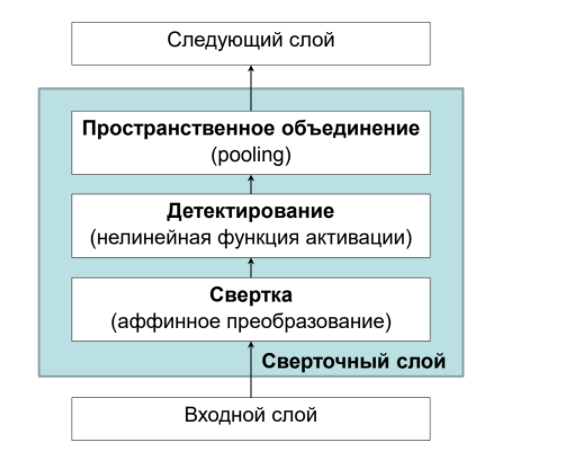 Следующий слой
Пространственное объединение
(pooling)
Детектирование
(нелинейная функция активации)
Свертка
(аффинное преобразование)
Сверточный слой
Входной слой